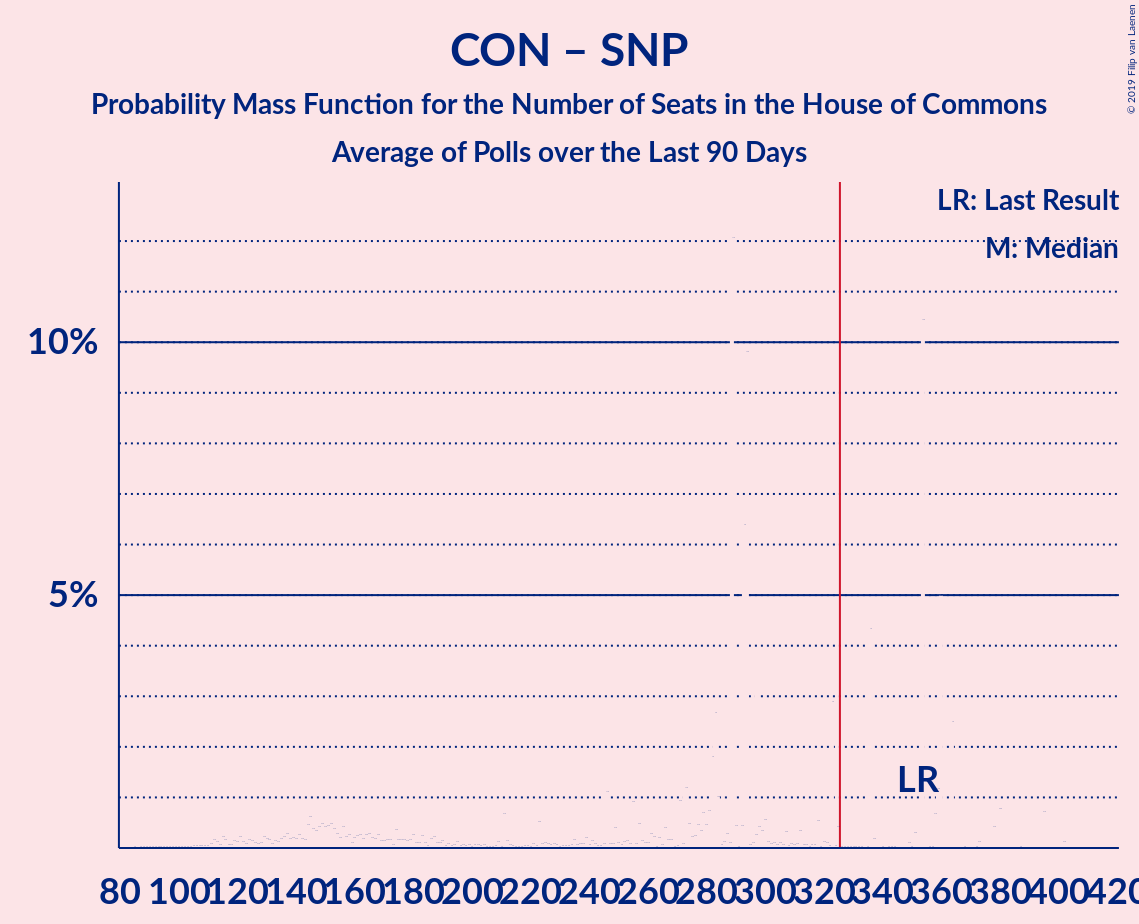 CON – SNP
Probability Mass Function for the Number of Seats in the House of Commons
Average of Polls over the Last 90 Days
© 2019 Filip van Laenen
LR: Last Result
M: Median
10%
5%
LR
80 100 120 140 160 180 200 220 240 260 280 300 320 340 360 380 400 420